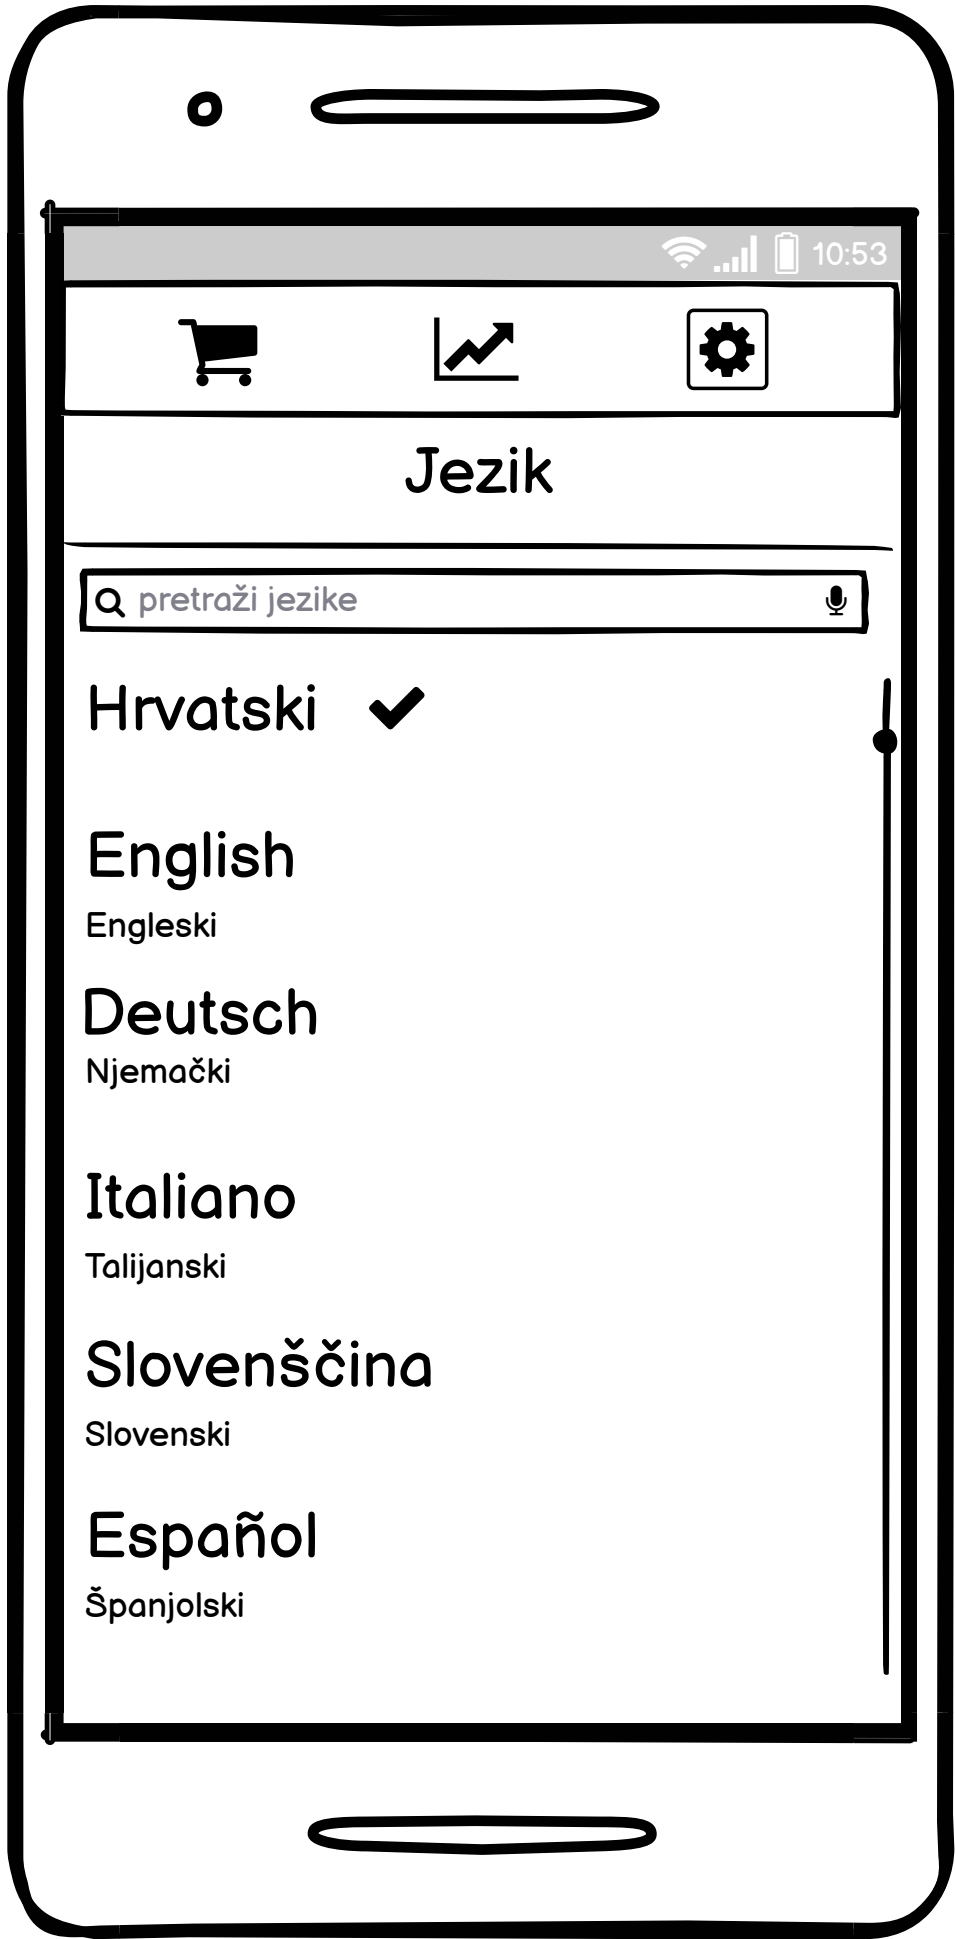 10:53
Jezik
pretraži jezike
Hrvatski
English
Engleski
Deutsch
Njemački
Italiano
Talijanski
Slovenščina
Slovenski
Español
Španjolski